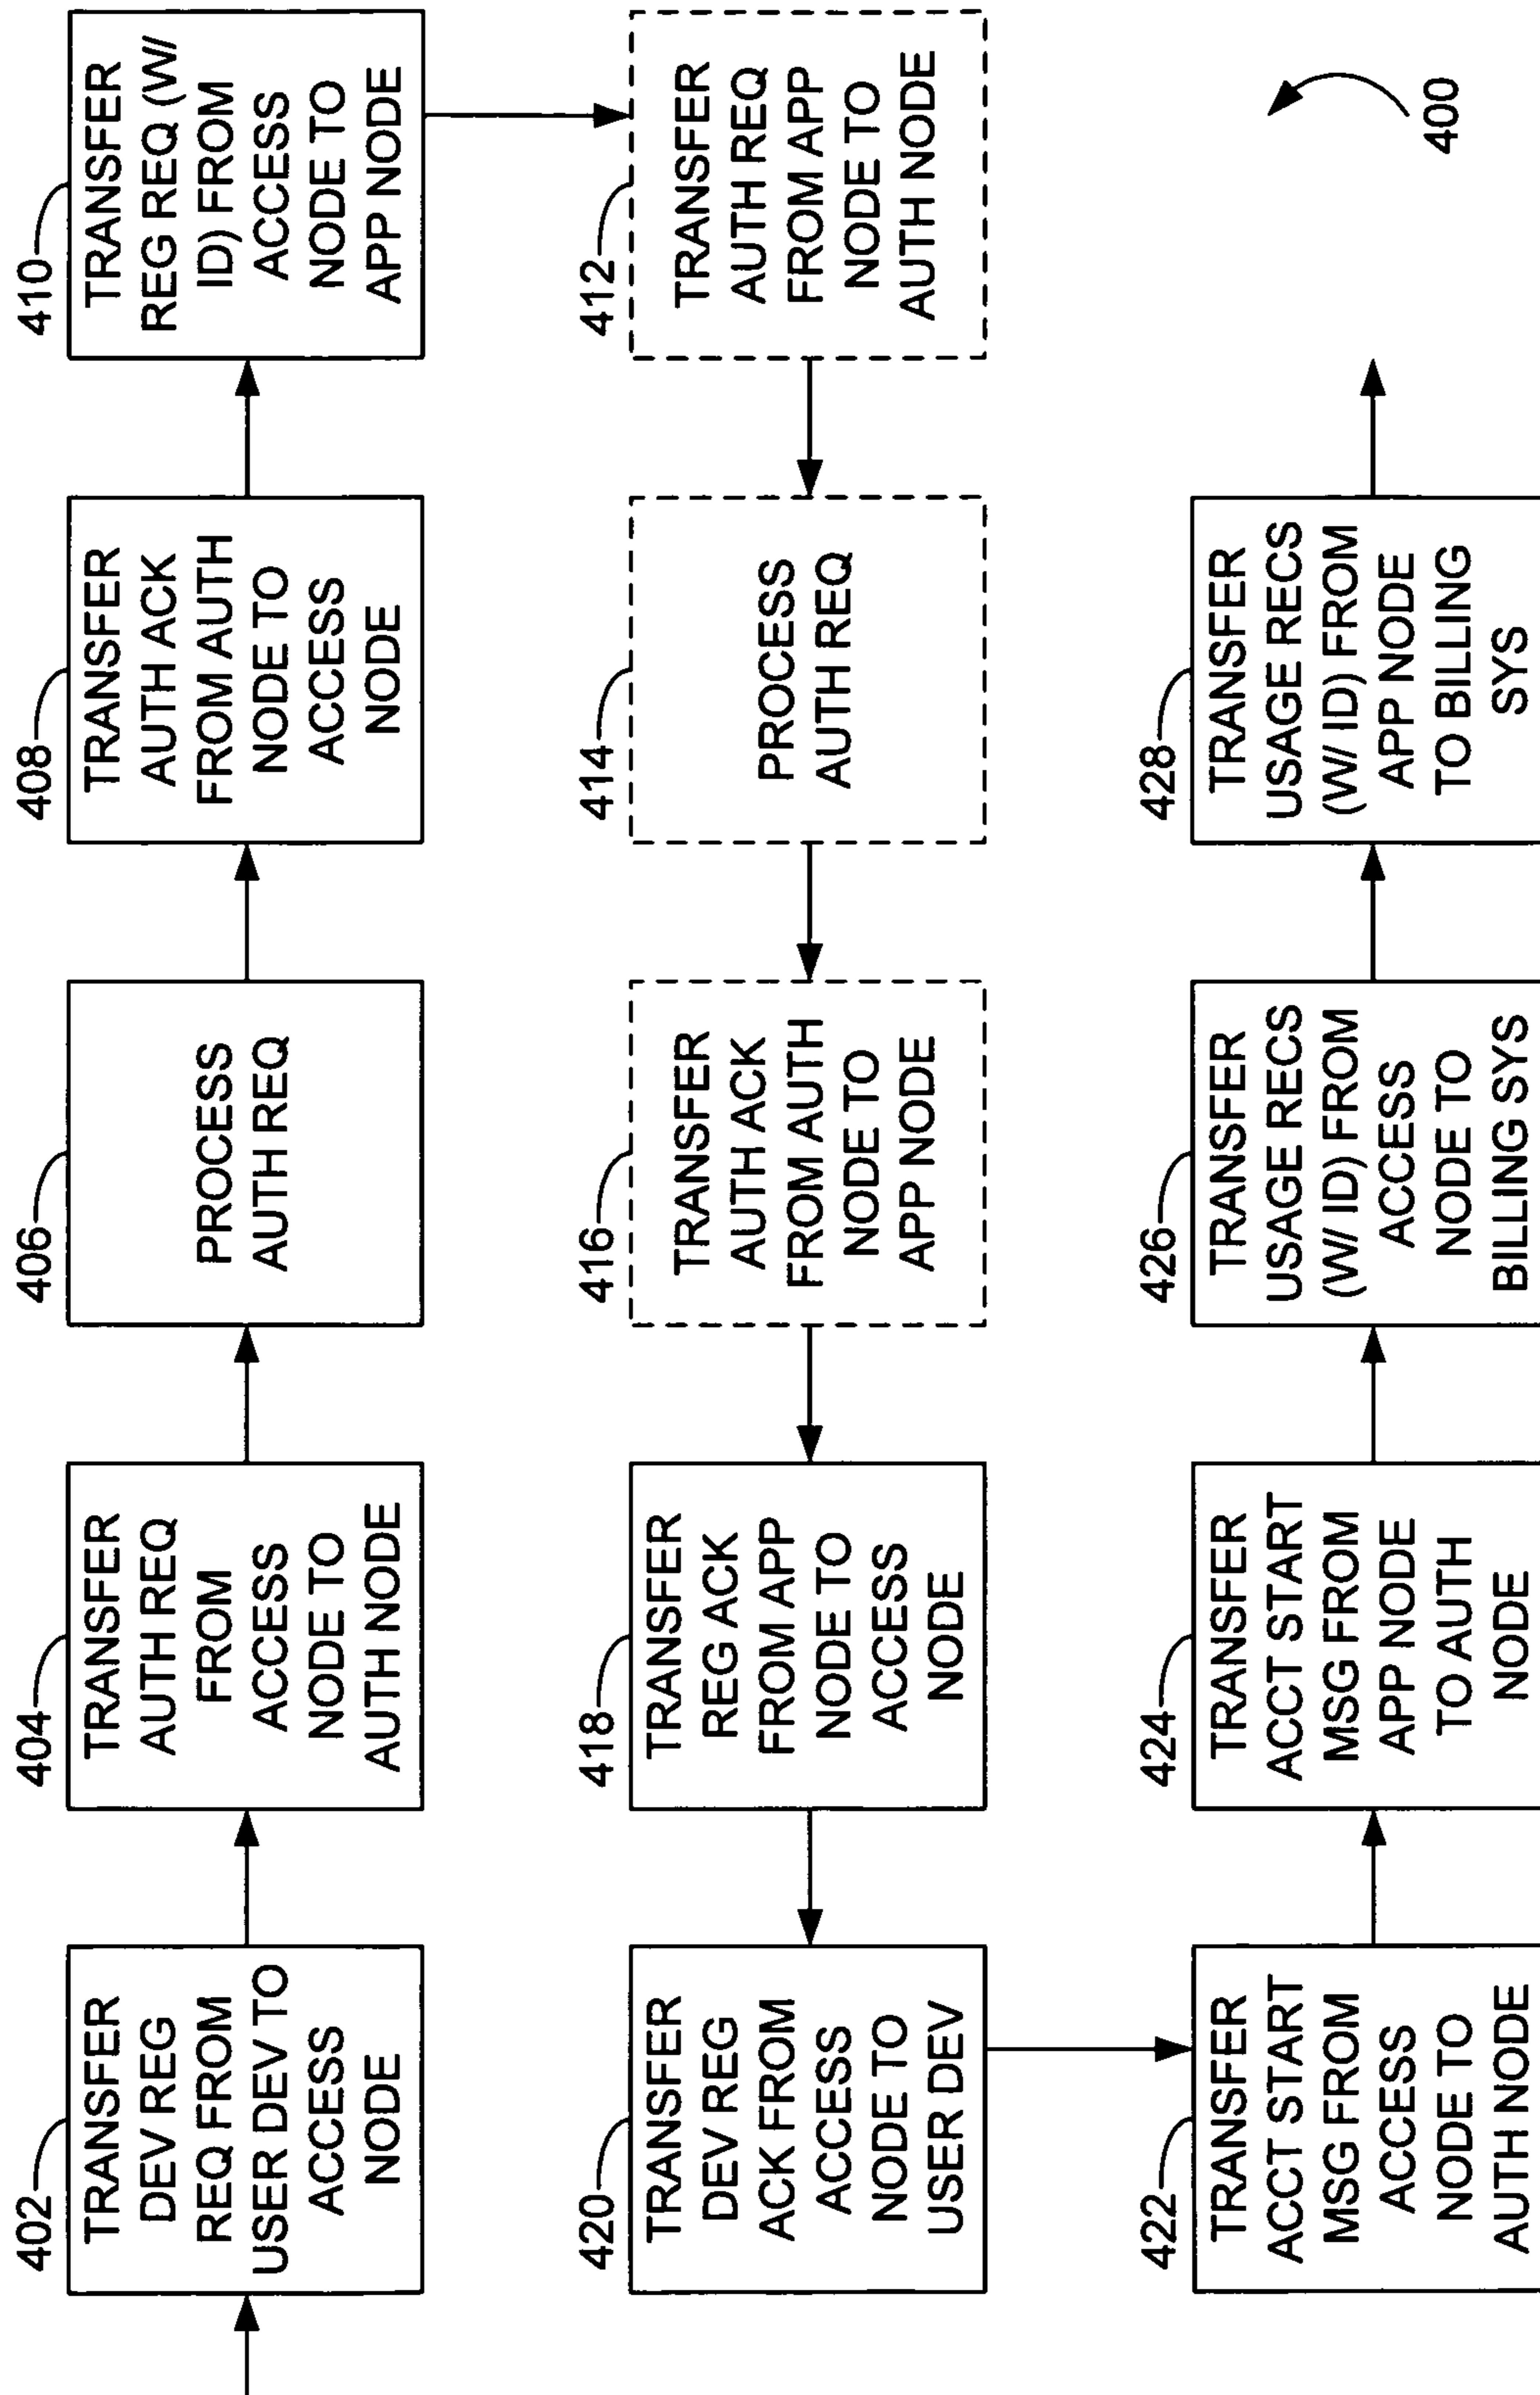 402
TRANSFER
DEV REG
REQ FROM
USER DEV TO
ACCESS
NODE
404
TRANSFER
AUTH REQ
FROM
ACCESS
NODE TO
AUTH NODE
406
PROCESS
AUTH REQ
408
TRANSFER
AUTH ACK
FROM AUTH
NODE TO
ACCESS
NODE
410
TRANSFER
REG REQ (W/
ID) FROM
ACCESS
NODE TO
APP NODE
412
TRANSFER
AUTH REQ
FROM APP
NODE TO
AUTH NODE
414
PROCESS
AUTH REQ
416
TRANSFER
AUTH ACK
FROM AUTH
NODE TO
APP NODE
418
TRANSFER
REG ACK
FROM APP
NODE TO
ACCESS
NODE
420
TRANSFER
DEV REG
ACK FROM
ACCESS
NODE TO
USER DEV
422
TRANSFER
ACCT START
MSG FROM
ACCESS
NODE TO
AUTH NODE
424
TRANSFER
ACCT START
MSG FROM
APP NODE
TO AUTH
NODE
426
TRANSFER
USAGE RECS
(W/ ID) FROM
ACCESS
NODE TO
BILLING SYS
428
TRANSFER
USAGE RECS
(W/ ID) FROM
APP NODE
TO BILLING
SYS
400